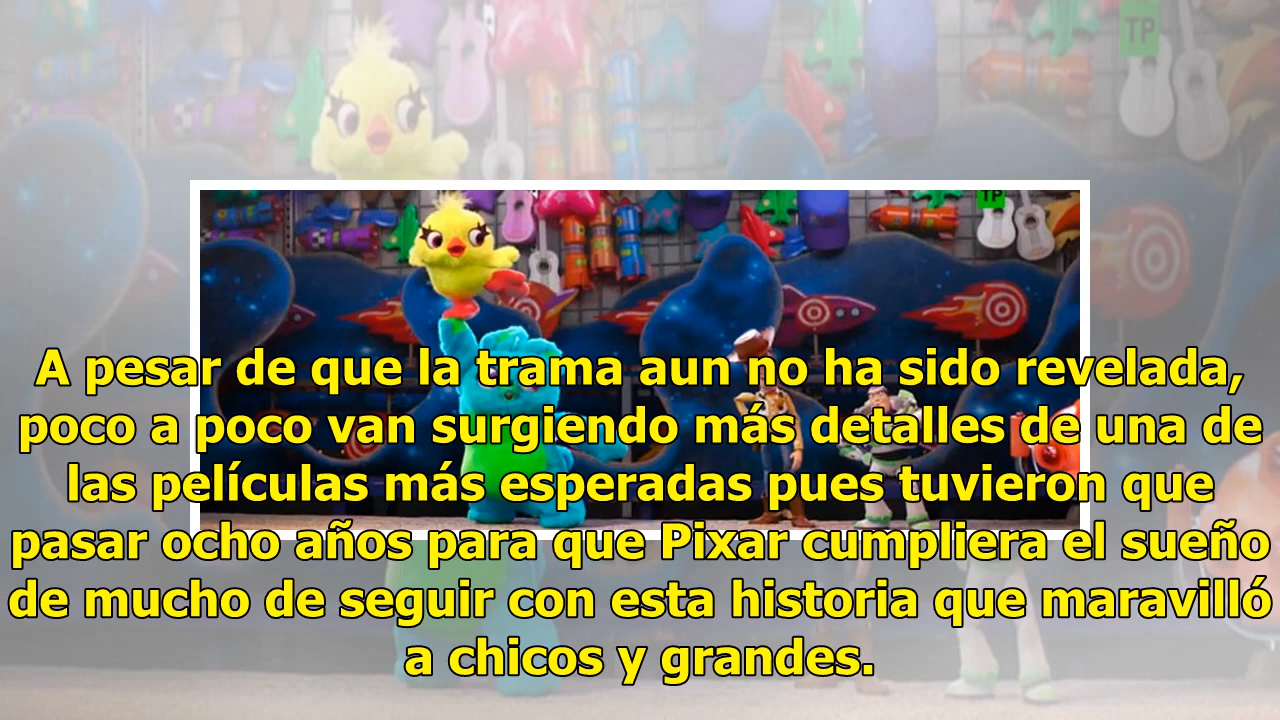 TP
TP
A pesar de que la trama aun no ha sido revelada,
poco a poco van surgiendo más detalles de una de
las películas más esperadas pues tuvieron que
pasar ocho años para que Pixar cumpliera el sueño
de mucho de seguir con esta historia que maravilló
a chicos y grandes.